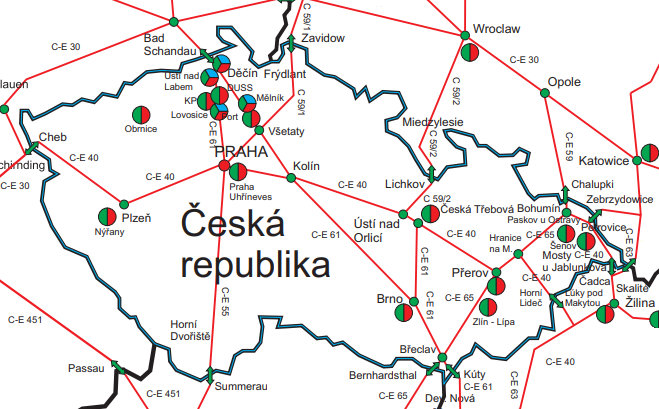 C 59/1
Zavidow
Wroclaw
Bad
Schandau
C-E 30
C-E 30
Ústí nad
Labem
Děčín
Frýdlant
C 59/2
Opole
DUSS
KP
Lovosice
Port
Mělník
C 59/1
Obrnice
C-E 61
Všetaty
Miedzylesie
Cheb
C-E 40
PRAHA
C 59/2
C-E 59
Katowice
C-E 30
C-E 40
Praha
Uhříneves
Kolín
C-E 40
Lichkov
Chalupki
Zebrzydowice
Plzeň
Nýřany
Česká
republika
C 59/2
Česká Třebová
Ústí nad
Orlicí
Bohumín
Paskov u Ostravy
Petrovice
C-E 61
C-E 40
Hranice
na M.
C-E 65
Šenov
C-E 63
C-E 61
Přerov
Mosty
u Jablunkova
C-E 40
C-E 40
Čadca
Skalité
C-E 55
Brno
C-E 61
C-E 65
Horní
Lideč
Lúky pod
Makytou
Žilina
C-E 451
Horní
Dvořiště
Zlín - Lípa
Břeclav
C-E 40
Passau
Summerau
Bernhardsthal
Kúty
C-E 61
C-E 63
C-E 451
C-E 65
Dev. Nová